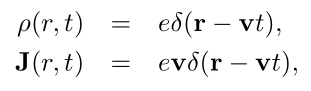 ρ(r, t) = eδ(r − vt),
J(r, t) = evδ(r − vt),